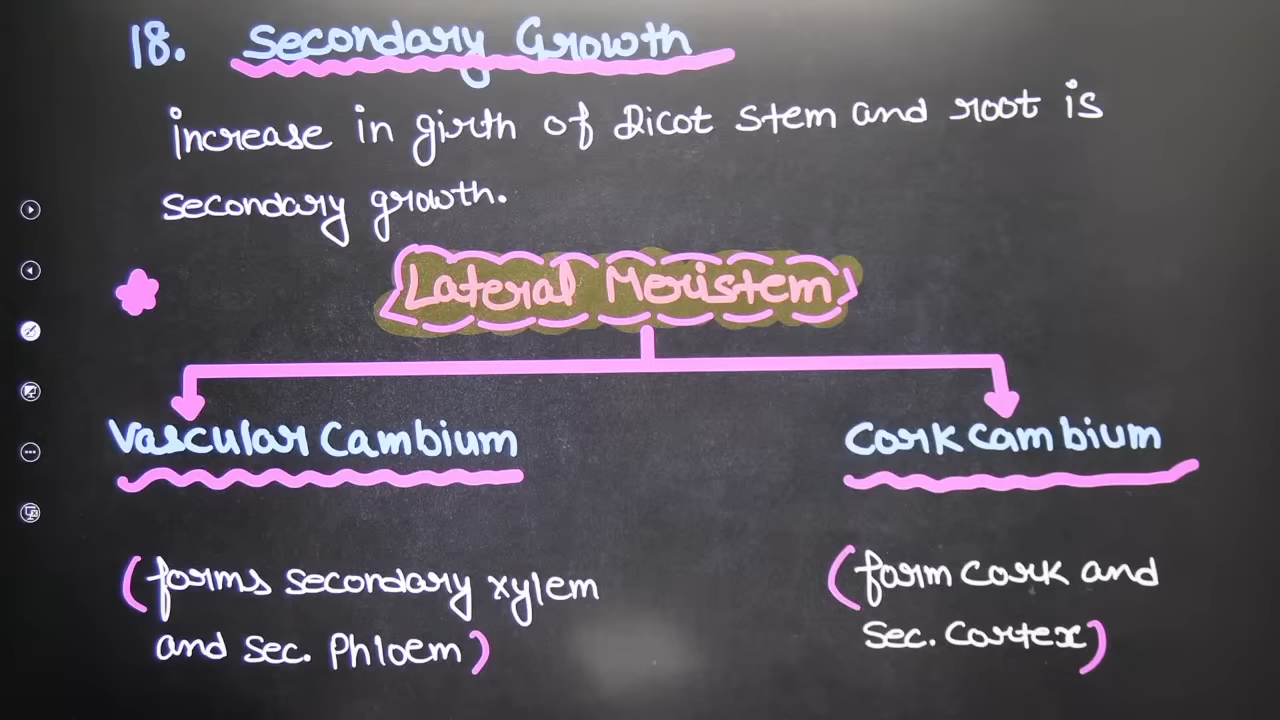 18. Secondary Growth
increase in girth of Dicot stem and root is
secondary growth.
Lateral Meristem
Vascular Cambium
Cork cambium
(forms secondary xylem
and sec. Phloem)
(form cork and
sec. Cortex)